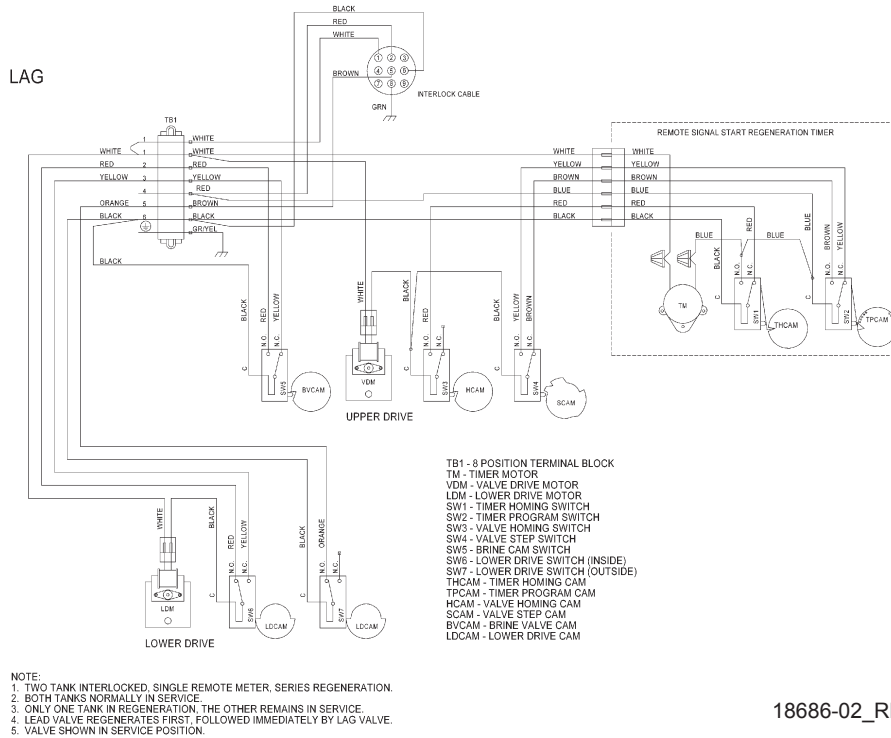 LAG
BLACK
RED
WHITE
BROWN
1 2 3
4 5 6
7 8 9
INTERLOCK CABLE
GRN
TB1
1 WHITE
WHITE 1 WHITE
RED 2 RED
YELLOW 3 YELLOW
4 RED
ORANGE 5 BROWN
BLACK 6 BLACK
GR/YEL
BLACK
REMOTE SIGNAL START REGENERATION TIMER
WHITE WHITE
YELLOW YELLOW
BROWN BROWN
BLUE BLUE
RED RED
BLACK BLACK
BLUE
BLUE
BLACK
RED
BLUE
BROWN
YELLOW
N.O.
N.C.
C
N.O.
N.C.
C
TM
SW1
THCAM
SW2
TPCAM
BLACK
RED
YELLOW
WHITE
BLACK
RED
BLACK
YELLOW
BROWN
C
N.O.
N.C.
SW5
BVCAM
VDM
UPPER DRIVE
C
N.O.
N.C.
SW3
HCAM
C
N.O.
N.C.
SW4
SCAM
WHITE
BLACK
RED
YELLOW
BLACK
ORANGE
LDM
LOWER DRIVE
C
N.O.
N.C.
SW6
LDCAM
C
N.O.
N.C.
SW7
LDCAM
TB1 - 8 POSITION TERMINAL BLOCK
TM - TIMER MOTOR
VDM - VALVE DRIVE MOTOR
LDM - LOWER DRIVE MOTOR
SW1 - TIMER HOMING SWITCH
SW2 - TIMER PROGRAM SWITCH
SW3 - VALVE HOMING SWITCH
SW4 - VALVE STEP SWITCH
SW5 - BRINE CAM SWITCH
SW6 - LOWER DRIVE SWITCH (INSIDE)
SW7 - LOWER DRIVE SWITCH (OUTSIDE)
THCAM - TIMER HOMING CAM
TPCAM - TIMER PROGRAM CAM
HCAM - VALVE HOMING CAM
SCAM - VALVE STEP CAM
BVCAM - BRINE VALVE CAM
LDCAM - LOWER DRIVE CAM
NOTE:
1. TWO TANK INTERLOCKED, SINGLE REMOTE METER, SERIES REGENERATION.
2. BOTH TANKS NORMALLY IN SERVICE.
3. ONLY ONE TANK IN REGENERATION, THE OTHER REMAINS IN SERVICE.
4. LEAD VALVE REGENERATES FIRST, FOLLOWED IMMEDIATELY BY LAG VALVE.
5. VALVE SHOWN IN SERVICE POSITION.
18686-02_R